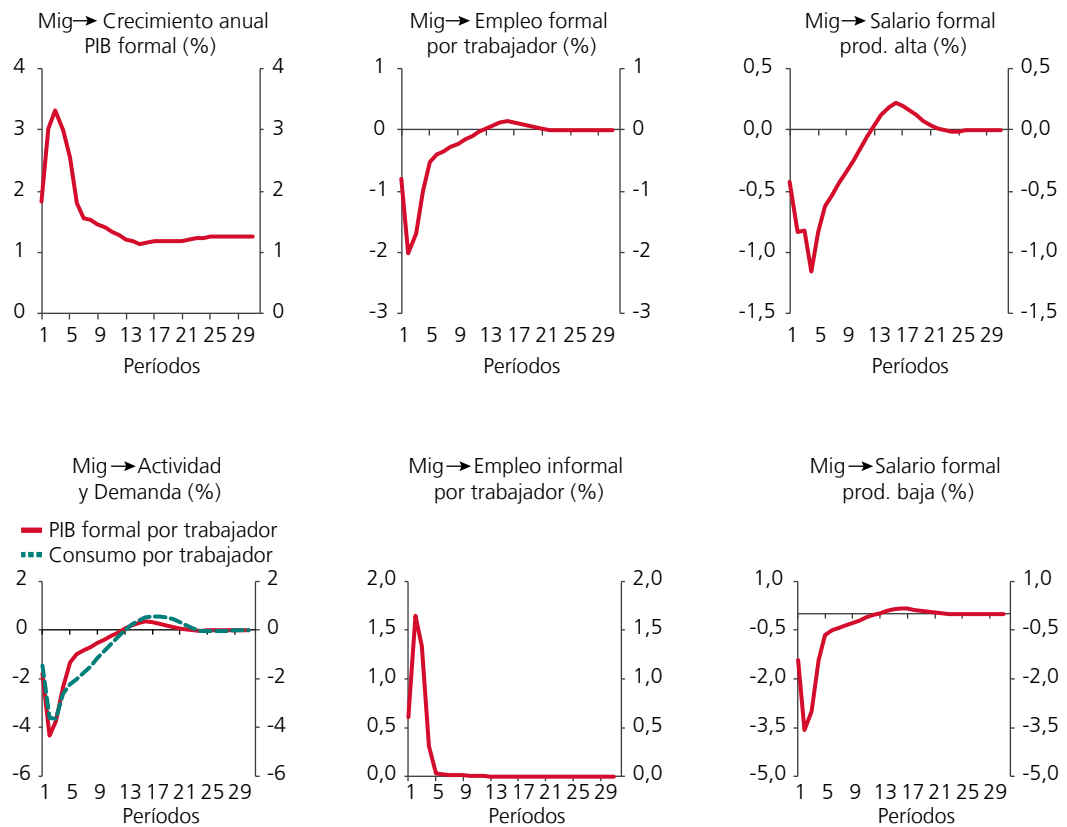 Mig→ Crecimiento anual
PIB formal (%)
4 4
3 3
2 2
1 1
0 0
1 5 9 13 17 21 25 29
Períodos
Mig→ Empleo formal
por trabajador (%)
1 1
0 0
-1 -1
-2 -2
-3 -3
1 5 9 13 17 21 25 29
Períodos
Mig→ Salario formal
prod. alta (%)
0,5 0,5
0,0 0,0
-0,5 -0,5
-1,0 -1,0
-1,5 -1,5
1 5 9 13 17 21 25 29
Períodos
Mig→Actividad
y Demanda (%)
PIB formal por trabajador
Consumo por trabajador
2 2
0 0
-2 -2
-4 -4
-6 -6
1 5 9 13 17 21 25 29
Períodos
Mig→ Empleo informal
por trabajador (%)
2,0 2,0
1,5 1,5
1,0 1,0
0,5 0,5
0,0 0,0
1 5 9 13 17 21 25 29
Períodos
Mig→ Salario formal
prod. baja (%)
1,0 1,0
-0,5 -0,5
-2,0 -2,0
-3,5 -3,5
-5,0 -5,0
1 5 9 13 17 21 25 29
Períodos